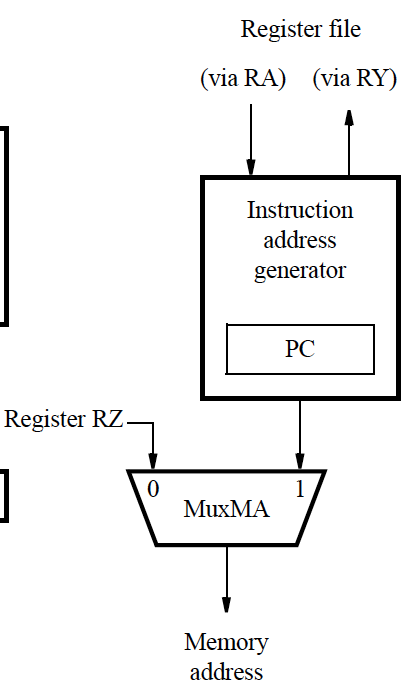 Register file
(via RA) (via RY)
Instruction
address
generator
PC
Register RZ
0 1
MuxMA
Memory
address